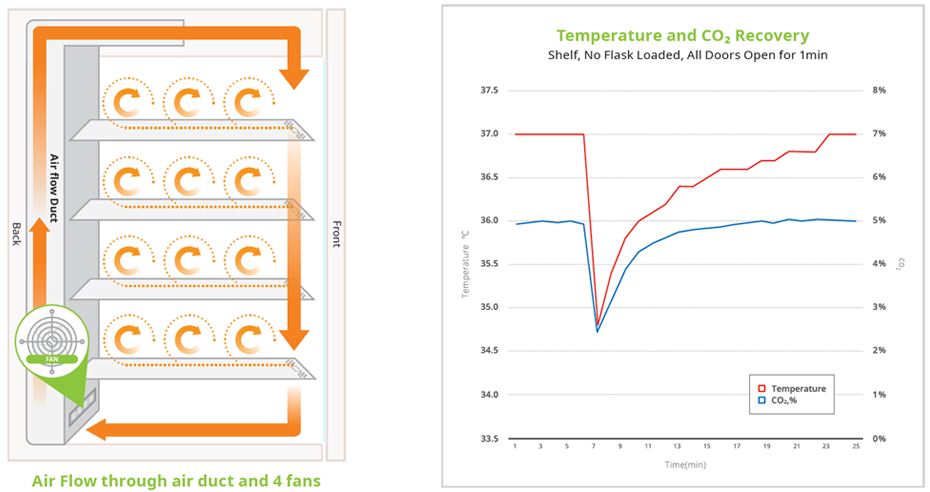 Air flow Duct
Back
Front
FAN
Air Flow through air duct and 4 fans
Temperature and CO₂ Recovery
Shelf, No Flask Loaded, All Doors Open for 1min
37.5
37.0
36.5
36.0
35.5
35.0
34.5
34.0
33.5
Temperature ℃
8%
7%
6%
5%
4%
3%
2%
1%
0%
CO₂
Temperature
CO₂,%
1 3 5 7 9 11 13 15 17 19 21 23 25
Time(min)